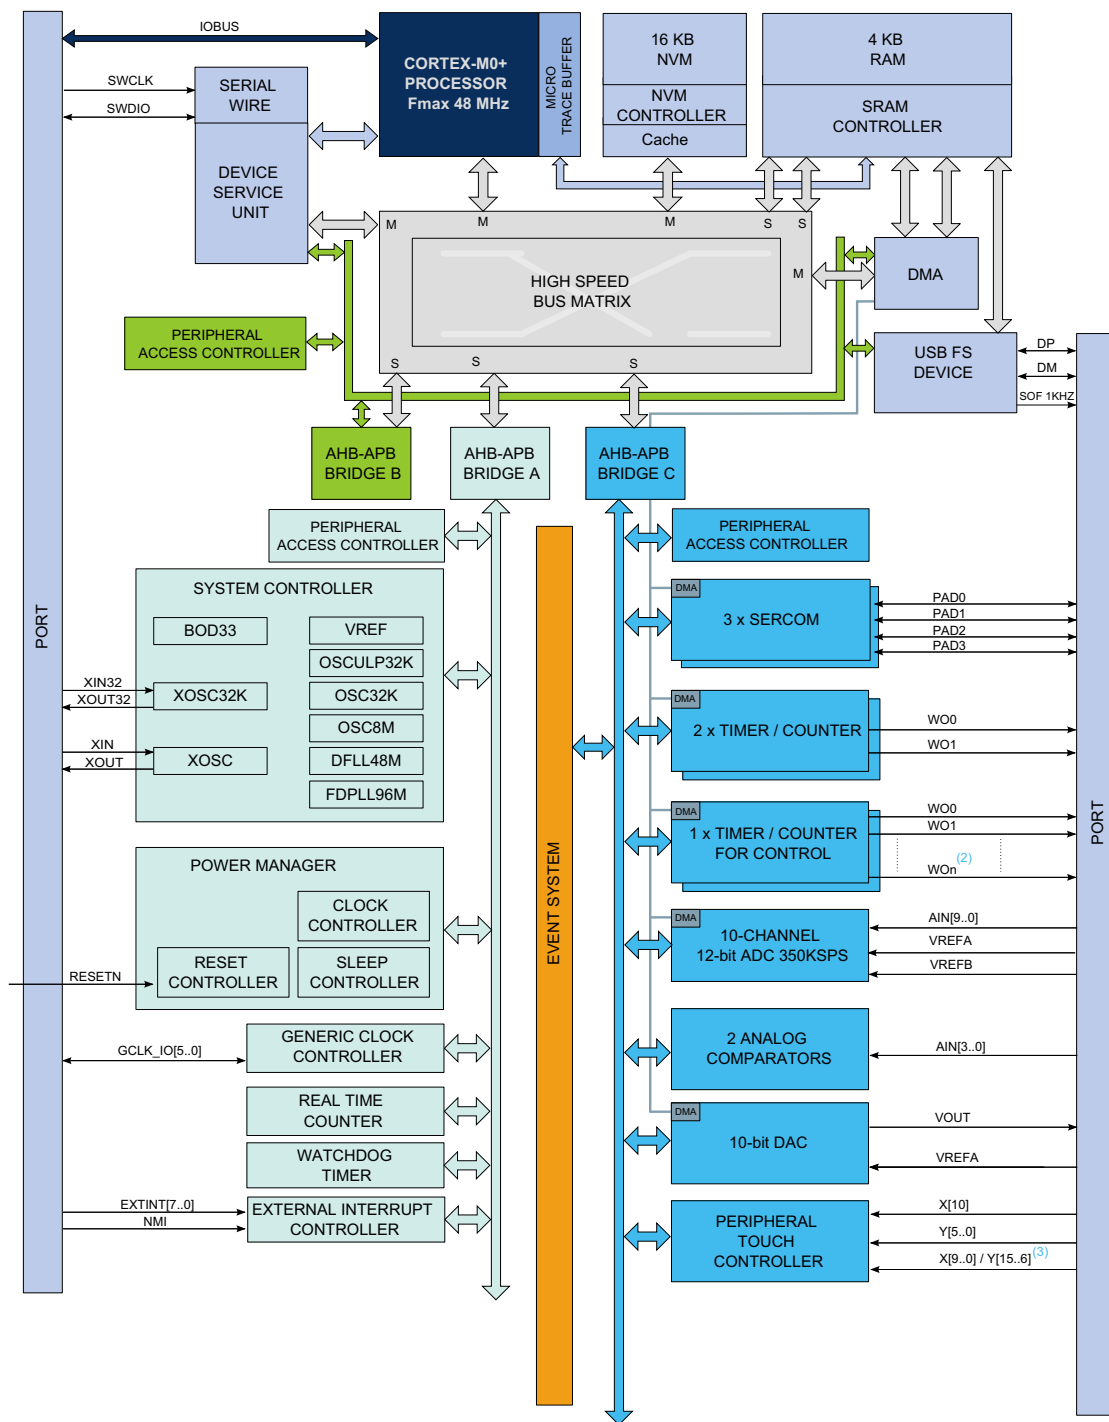 IOBUS
CORTEX-M0+
PROCESSOR
Fmax 48 MHz
MICRO
TRACE BUFFER
16 KB
NVM
NVM
CONTROLLER
Cache
4 KB
RAM
SRAM
CONTROLLER
SWCLK
SWDIO
SERIAL
WIRE
DEVICE
SERVICE
UNIT
M
M
M
S
S
M
HIGH SPEED
BUS MATRIX
DMA
PERIPHERAL
ACCESS CONTROLLER
S
S
S
USB FS
DEVICE
DP
DM
SOF 1KHZ
AHB-APB
BRIDGE B
AHB-APB
BRIDGE A
AHB-APB
BRIDGE C
PERIPHERAL
ACCESS CONTROLLER
PERIPHERAL
ACCESS CONTROLLER
PORT
SYSTEM CONTROLLER
BOD33
VREF
OSCULP32K
XOSC32K
OSC32K
OSC8M
XOSC
DFLL48M
FDPLL96M
XIN32
XOUT32
XIN
XOUT
DMA
3 x SERCOM
PAD0
PAD1
PAD2
PAD3
DMA
2 x TIMER / COUNTER
WO0
WO1
DMA
1 x TIMER / COUNTER
FOR CONTROL
WO0
WO1
WOn(2)
PORT
EVENT SYSTEM
POWER MANAGER
CLOCK
CONTROLLER
RESET
CONTROLLER
SLEEP
CONTROLLER
RESETN
DMA
10-CHANNEL
12-bit ADC 350KSPS
AIN[9..0]
VREFA
VREFB
GCLK_IO[5..0]
GENERIC CLOCK
CONTROLLER
2 ANALOG
COMPARATORS
AIN[3..0]
REAL TIME
COUNTER
DMA
10-bit DAC
VOUT
VREFA
WATCHDOG
TIMER
EXTINT[7..0]
NMI
EXTERNAL INTERRUPT
CONTROLLER
PERIPHERAL
TOUCH
CONTROLLER
X[10]
Y[5..0]
X[9..0] / Y[15..6](3)